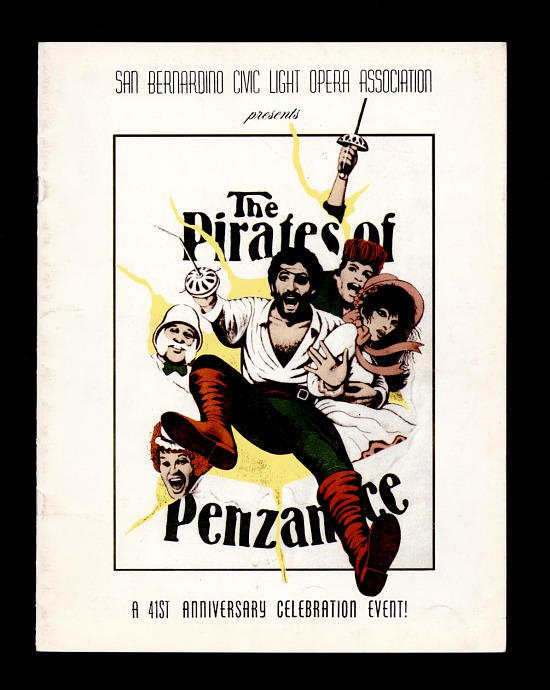 SAN BERNARDINO CIVIC LIGHT OPERA ASSOCIATION
presents
The
Pirates of
Penzance
A 41ST ANNIVERSARY CELEBRATION EVENT!